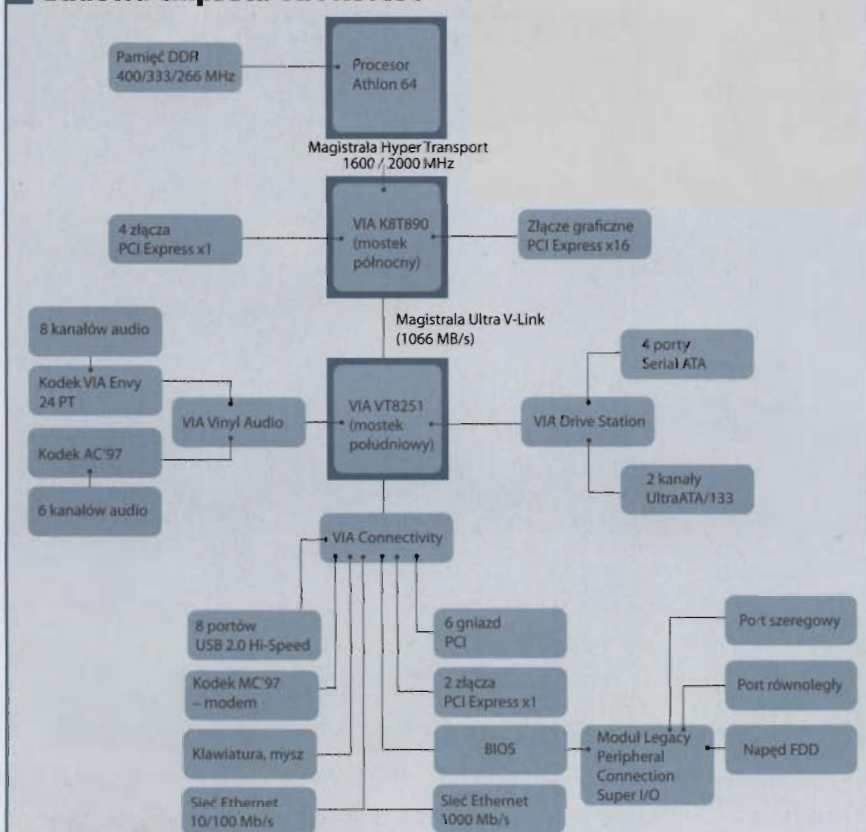 Pamięć DDR
400/333/266 MHz
Procesor
Athlon 64
Magistrala Hyper Transport
1600 / 2000 MHz
4 złącza
PCI Express x1
VIA K8T890
(mostek
północny)
Złącze graficzne
PCI Express x16
Magistrala Ultra V-Link
(1066 MB/s)
8 kanałów audio
Kodek VIA Envy
24 PT
Kodek AC'97
6 kanałów audio
VIA Vinyl Audio
VIA VT8251
(mostek
południowy)
VIA Drive Station
4 porty
Serial ATA
2 kanały
UltraATA/133
VIA Connectivity
8 portów
USB 2.0 Hi-Speed
Kodek MC'97
– modem
Klawiatura, mysz
Sieć Ethernet
10/100 Mb/s
6 gniazd
PCI
2 złącza
PCI Express x1
BIOS
Sieć Ethernet
1000 Mb/s
Moduł Legacy
Peripheral
Connection
Super I/O
Port szeregowy
Port równoległy
Napęd FDD